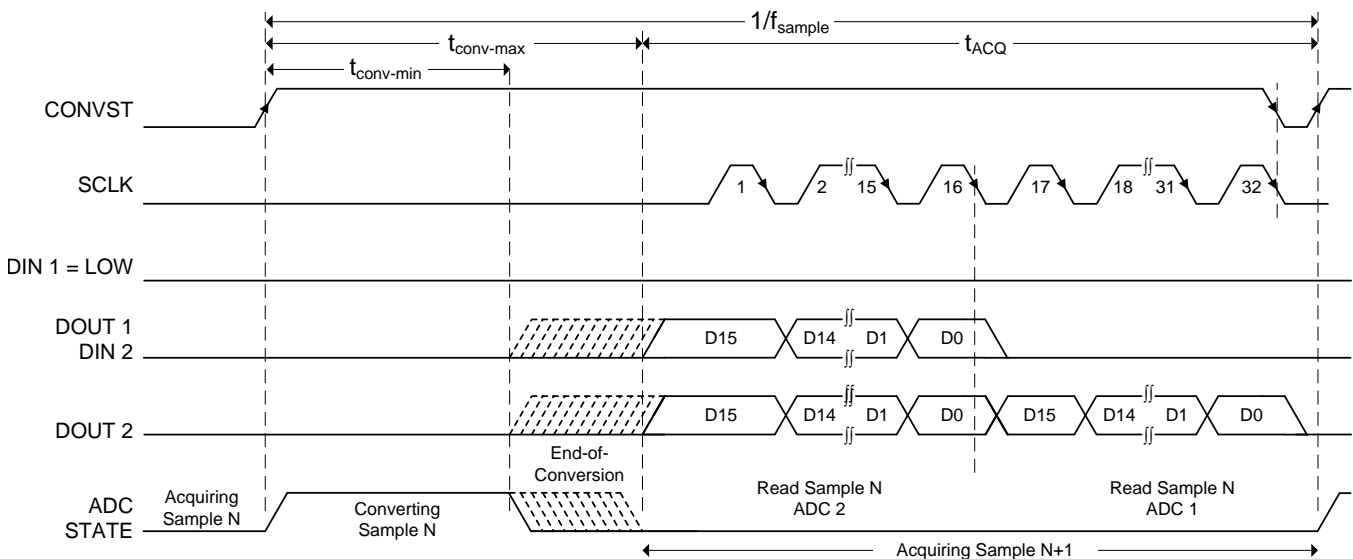 1/fsample
tconv-max
tACQ
tconv-min
CONVST
SCLK
1 2 15 16 17 18 31 32
DIN 1 = LOW
DOUT 1
DIN 2
D15 D14 D1 D0
DOUT 2
D15 D14 D1 D0 D15 D14 D1 D0
End-of-
Conversion
ADC
STATE
Acquiring
Sample N
Converting
Sample N
Read Sample N
ADC 2
Read Sample N
ADC 1
Acquiring Sample N+1